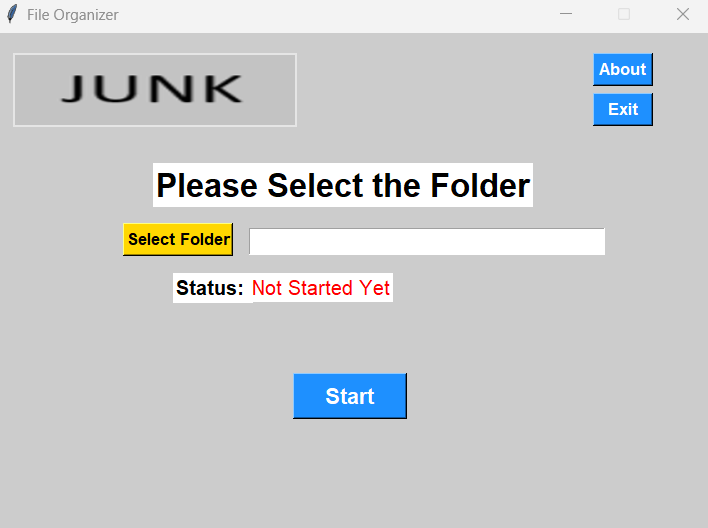 File Organizer
JUNK
About
Exit
Please Select the Folder
Select Folder
Status: Not Started Yet
Start